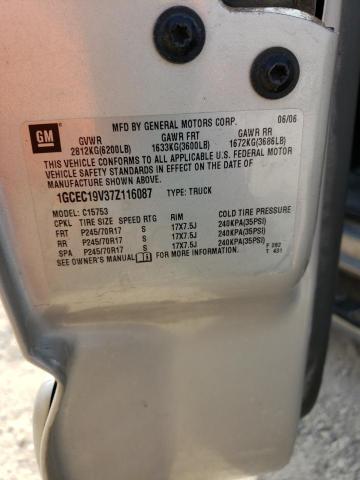 MFD BY GENERAL MOTORS CORP. 06/06
GM
GVWR GAWR FRT GAWR RR
2812KG(6200LB) 1633KG(3600LB) 1672KG(3686LB)
THIS VEHICLE CONFORMS TO ALL APPLICABLE U.S. FEDERAL MOTOR
VEHICLE SAFETY STANDARDS IN EFFECT ON THE DATE OF
MANUFACTURE SHOWN ABOVE.
1GCEC19V37Z116087 TYPE: TRUCK
MODEL: C15753
CPKL TIRE SIZE SPEED RTG RIM COLD TIRE PRESSURE
FRT P245/70R17 S 17X7.5J 240KPA(35PSI)
RR P245/70R17 S 17X7.5J 240KPA(35PSI)
SPA P245/70R17 S 17X7.5J 240KPA(35PSI)
SEE OWNER'S MANUAL FOR MORE INFORMATION. F 282
T 431